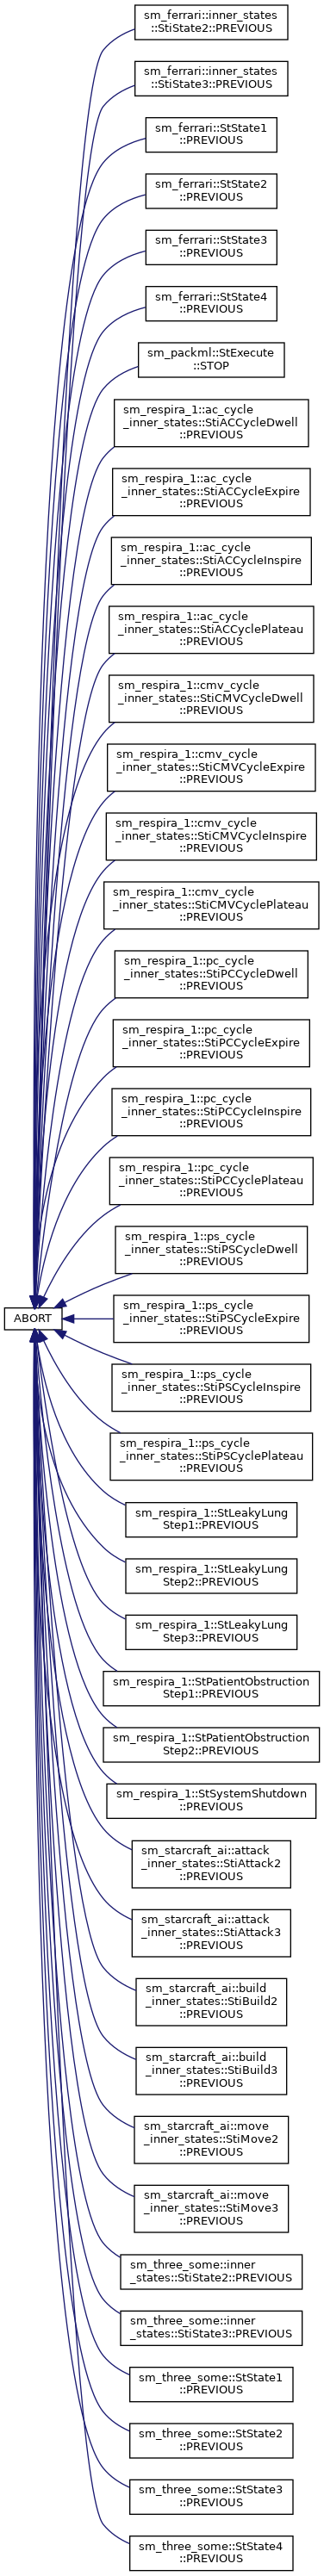 sm_ferrari::inner_states
::StiState2::PREVIOUS
sm_ferrari::inner_states
::StiState3::PREVIOUS
sm_ferrari::StState1
::PREVIOUS
sm_ferrari::StState2
::PREVIOUS
sm_ferrari::StState3
::PREVIOUS
sm_ferrari::StState4
::PREVIOUS
sm_packml::StExecute
::STOP
sm_respira_1::ac_cycle
_inner_states::StiACCycleDwell
::PREVIOUS
sm_respira_1::ac_cycle
_inner_states::StiACCycleExpire
::PREVIOUS
sm_respira_1::ac_cycle
_inner_states::StiACCycleInspire
::PREVIOUS
sm_respira_1::ac_cycle
_inner_states::StiACCyclePlateau
::PREVIOUS
sm_respira_1::cmv_cycle
_inner_states::StiCMVCycleDwell
::PREVIOUS
sm_respira_1::cmv_cycle
_inner_states::StiCMVCycleExpire
::PREVIOUS
sm_respira_1::cmv_cycle
_inner_states::StiCMVCycleInspire
::PREVIOUS
sm_respira_1::cmv_cycle
_inner_states::StiCMVCyclePlateau
::PREVIOUS
sm_respira_1::pc_cycle
_inner_states::StiPCCycleDwell
::PREVIOUS
sm_respira_1::pc_cycle
_inner_states::StiPCCycleExpire
::PREVIOUS
sm_respira_1::pc_cycle
_inner_states::StiPCCycleInspire
::PREVIOUS
sm_respira_1::pc_cycle
_inner_states::StiPCCyclePlateau
::PREVIOUS
sm_respira_1::ps_cycle
_inner_states::StiPSCycleDwell
::PREVIOUS
ABORT
sm_respira_1::ps_cycle
_inner_states::StiPSCycleExpire
::PREVIOUS
sm_respira_1::ps_cycle
_inner_states::StiPSCycleInspire
::PREVIOUS
sm_respira_1::ps_cycle
_inner_states::StiPSCyclePlateau
::PREVIOUS
sm_respira_1::StLeakyLung
Step1::PREVIOUS
sm_respira_1::StLeakyLung
Step2::PREVIOUS
sm_respira_1::StLeakyLung
Step3::PREVIOUS
sm_respira_1::StPatientObstruction
Step1::PREVIOUS
sm_respira_1::StPatientObstruction
Step2::PREVIOUS
sm_respira_1::StSystemShutdown
::PREVIOUS
sm_starcraft_ai::attack
_inner_states::StiAttack2
::PREVIOUS
sm_starcraft_ai::attack
_inner_states::StiAttack3
::PREVIOUS
sm_starcraft_ai::build
_inner_states::StiBuild2
::PREVIOUS
sm_starcraft_ai::build
_inner_states::StiBuild3
::PREVIOUS
sm_starcraft_ai::move
_inner_states::StiMove2
::PREVIOUS
sm_starcraft_ai::move
_inner_states::StiMove3
::PREVIOUS
sm_three_some::inner
_states::StiState2::PREVIOUS
sm_three_some::inner
_states::StiState3::PREVIOUS
sm_three_some::StState1
::PREVIOUS
sm_three_some::StState2
::PREVIOUS
sm_three_some::StState3
::PREVIOUS
sm_three_some::StState4
::PREVIOUS